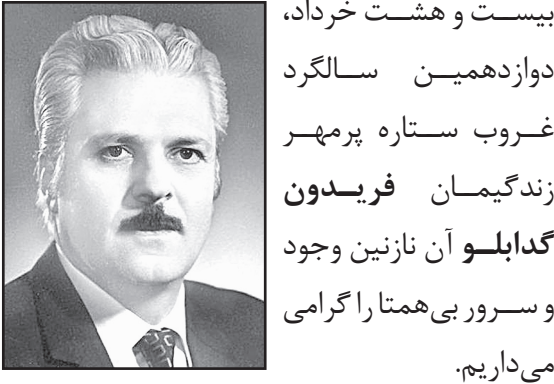 بیست و هشت خرداد،
دوازدهمین سالگرد
غروب ستاره پرمهر
زندگیمان فریدون
گدابلو آن نازنین وجود
و سرور بی‌همتا را گرامی
می‌داریم.